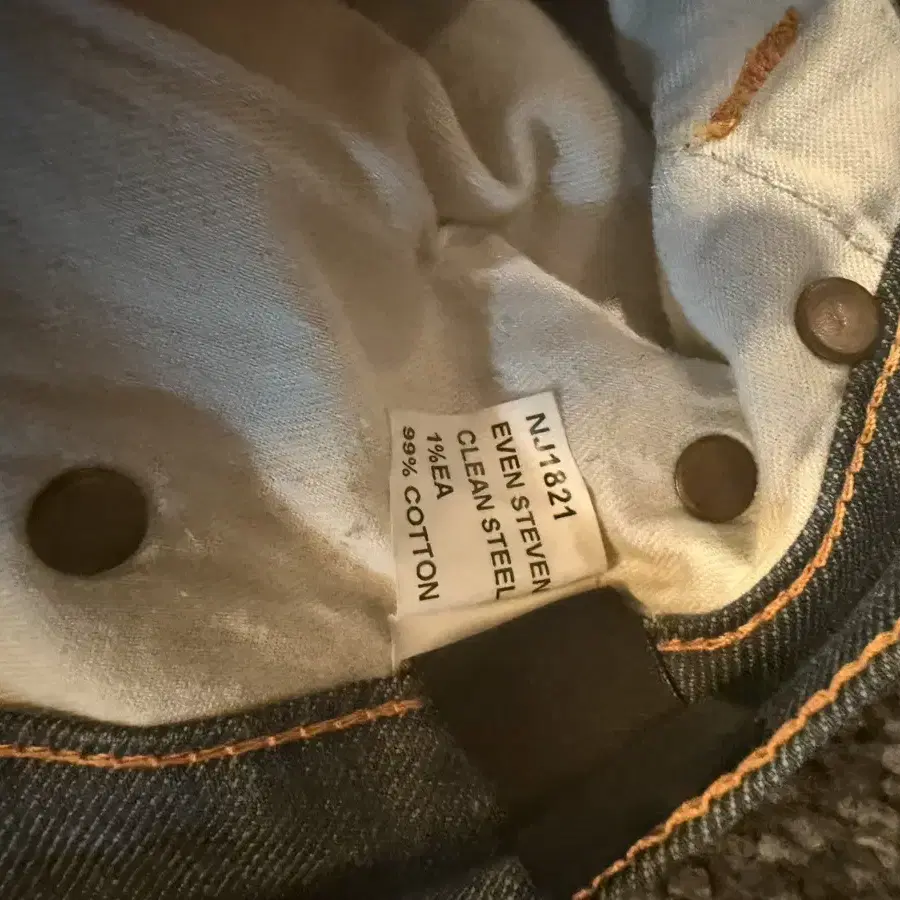 NJ1821
EVEN STEVEN
CLEAN STEEL
1%EA
99% COTTON